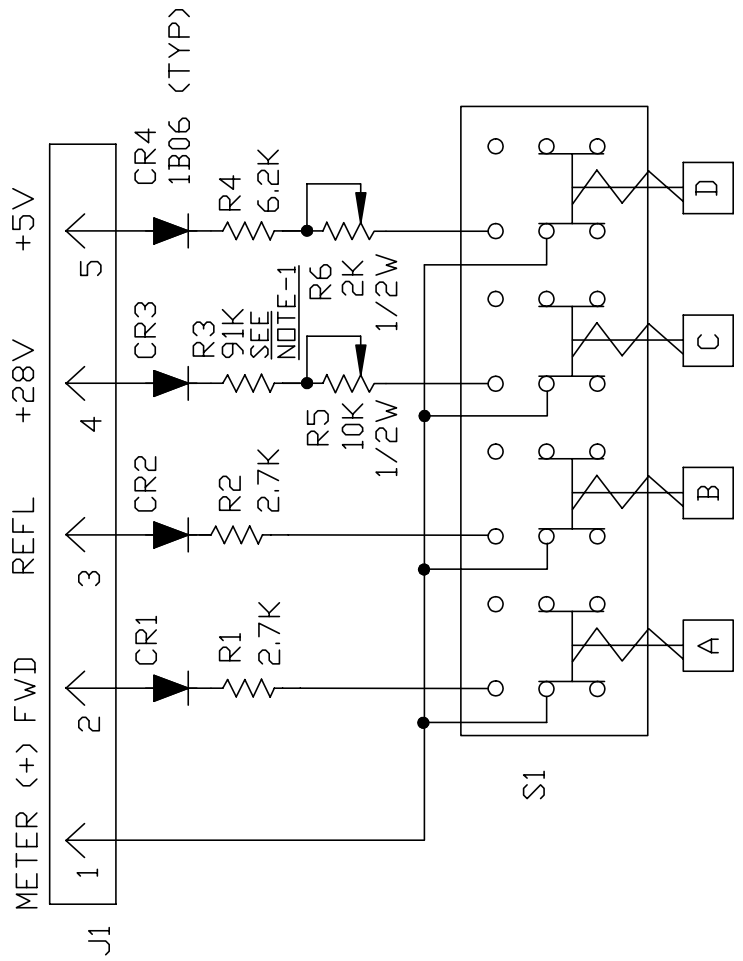 J1
METER (+)
FWD
REFL
+28V
+5V
1
2
3
4
5
CR1
CR2
CR3
CR4
1B06 (TYP)
R1
2.7K
R2
2.7K
R3
91K
SEE
NOTE-1
R4
6.2K
R5
10K
1/2W
R6
2K
1/2W
S1
A
B
C
D